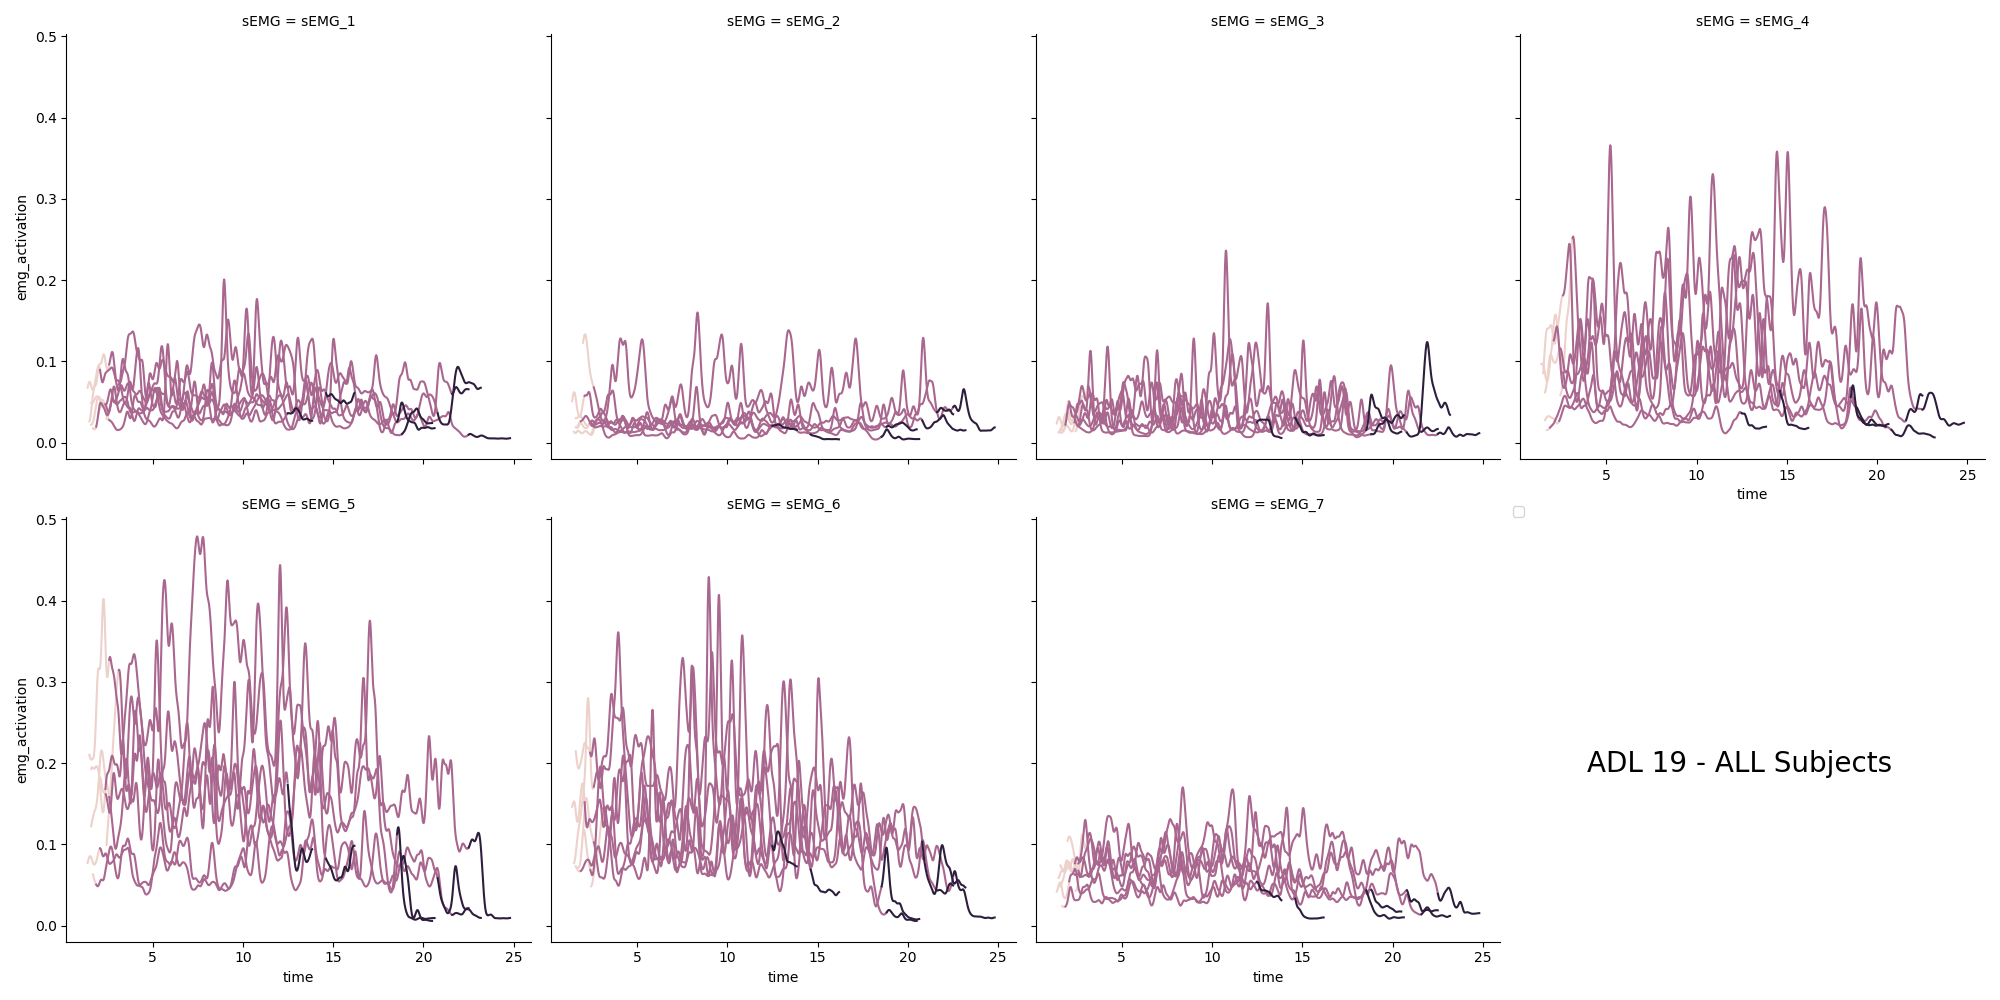 sEMG = sEMG_1
sEMG = sEMG_2
sEMG = sEMG_3
sEMG = sEMG_4
0.5
0.4
0.3
0.2
0.1
0.0
emg_activation
5
10
15
20
25
time
sEMG = sEMG_5
sEMG = sEMG_6
sEMG = sEMG_7
0.5
0.4
0.3
0.2
0.1
0.0
emg_activation
5
10
15
20
25
time
5
10
15
20
25
time
5
10
15
20
25
time
ADL 19 - ALL Subjects